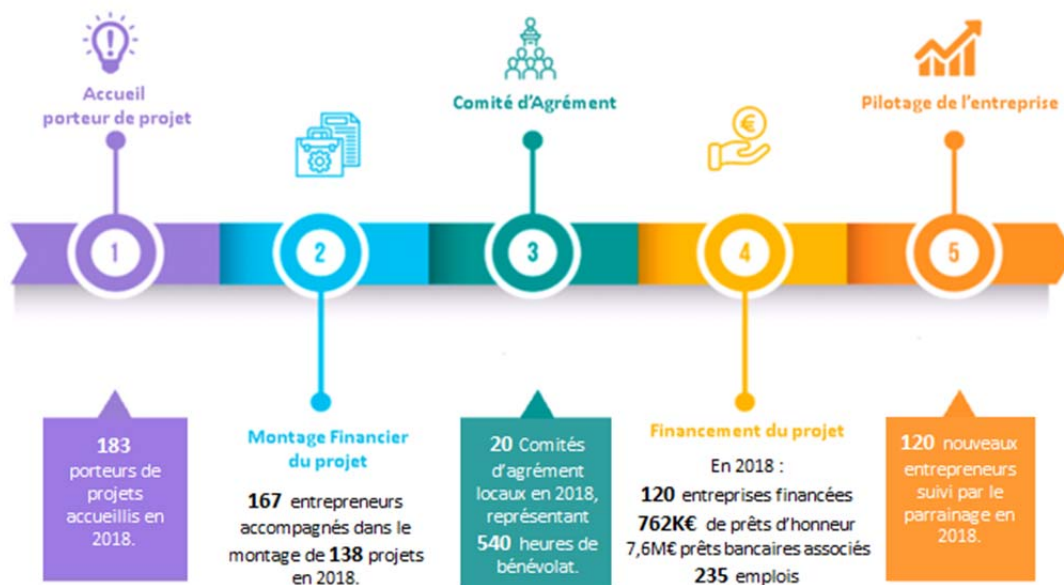 Accueil
porteur de projet
Comité d'Agrément
Pilotage de l'entreprise
€
1
2
3
4
5
183
porteurs de
projets
accueillis en
2018.
Montage Financier
du projet
167 entrepreneurs
accompagnés dans le
montage de 138 projets
en 2018.
20 Comités
d'agrément
locaux en 2018,
représentant
540 heures de
bénévolat.
Financement du projet
En 2018 :
120 entreprises financées
762K€ de prêts d'honneur
7,6M€ prêts bancaires associés
235 emplois
120 nouveaux
entrepreneurs
suivi par le
parrainage en
2018.